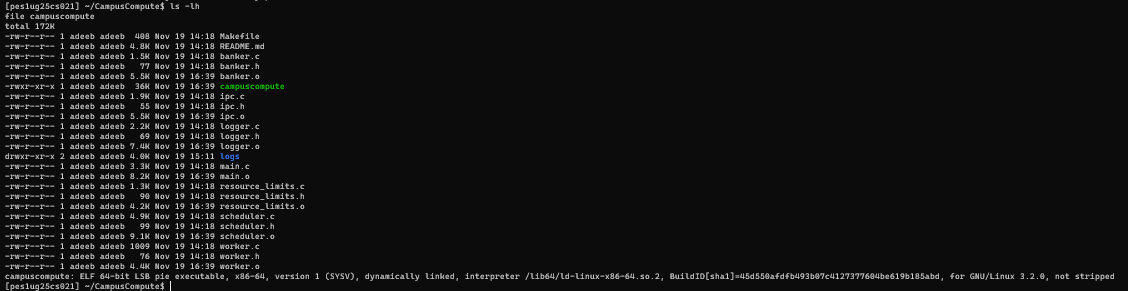 [pes1ug25cs021] ~/CampusCompute$ ls -lh
file campuscompute
total 172K
-rw-r--r-- 1 adeeb adeeb  408 Nov 19 14:18 Makefile
-rw-r--r-- 1 adeeb adeeb 4.8K Nov 19 14:18 README.md
-rw-r--r-- 1 adeeb adeeb 1.5K Nov 19 14:18 banker.c
-rw-r--r-- 1 adeeb adeeb   77 Nov 19 14:18 banker.h
-rw-r--r-- 1 adeeb adeeb 5.5K Nov 19 16:39 banker.o
-rwxr-xr-x 1 adeeb adeeb  36K Nov 19 16:39 campuscompute
-rw-r--r-- 1 adeeb adeeb 1.9K Nov 19 14:18 ipc.c
-rw-r--r-- 1 adeeb adeeb   55 Nov 19 14:18 ipc.h
-rw-r--r-- 1 adeeb adeeb 5.5K Nov 19 16:39 ipc.o
-rw-r--r-- 1 adeeb adeeb 2.2K Nov 19 14:18 logger.c
-rw-r--r-- 1 adeeb adeeb   69 Nov 19 14:18 logger.h
-rw-r--r-- 1 adeeb adeeb 7.4K Nov 19 16:39 logger.o
drwxr-xr-x 2 adeeb adeeb 4.0K Nov 19 15:11 logs
-rw-r--r-- 1 adeeb adeeb 3.3K Nov 19 14:18 main.c
-rw-r--r-- 1 adeeb adeeb 8.2K Nov 19 16:39 main.o
-rw-r--r-- 1 adeeb adeeb 1.3K Nov 19 14:18 resource_limits.c
-rw-r--r-- 1 adeeb adeeb   90 Nov 19 14:18 resource_limits.h
-rw-r--r-- 1 adeeb adeeb 4.2K Nov 19 16:39 resource_limits.o
-rw-r--r-- 1 adeeb adeeb 4.9K Nov 19 14:18 scheduler.c
-rw-r--r-- 1 adeeb adeeb   99 Nov 19 14:18 scheduler.h
-rw-r--r-- 1 adeeb adeeb 9.1K Nov 19 16:39 scheduler.o
-rw-r--r-- 1 adeeb adeeb 1009 Nov 19 14:18 worker.c
-rw-r--r-- 1 adeeb adeeb   76 Nov 19 14:18 worker.h
-rw-r--r-- 1 adeeb adeeb 4.4K Nov 19 16:39 worker.o
campuscompute: ELF 64-bit LSB pie executable, x86-64, version 1 (SYSV), dynamically linked, interpreter /lib64/ld-linux-x86-64.so.2, BuildID[sha1]=45d550afdfb493b07c4127377604be619b185abd, for GNU/Linux 3.2.0, not stripped
[pes1ug25cs021] ~/CampusCompute$